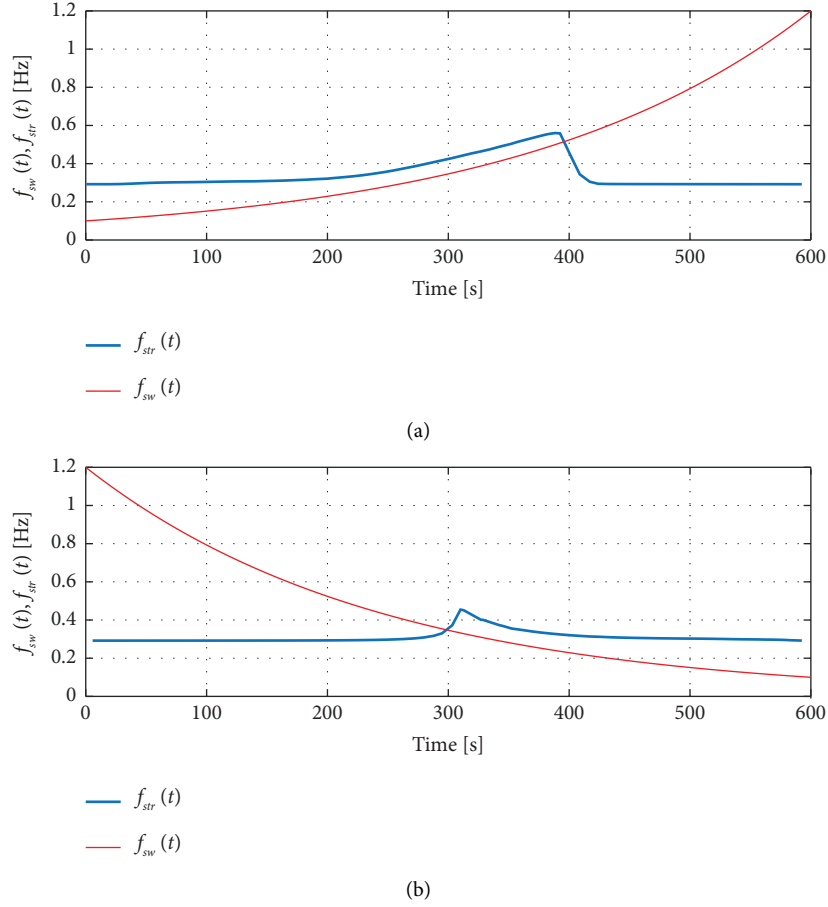 1.2
1
0.8
0.6
0.4
0.2
0
f_sw (t), f_str (t) [Hz]
0 100 200 300 400 500 600
Time [s]
f_str (t)
f_sw (t)
(a)
1.2
1
0.8
0.6
0.4
0.2
0
f_sw (t), f_str (t) [Hz]
0 100 200 300 400 500 600
Time [s]
f_str (t)
f_sw (t)
(b)